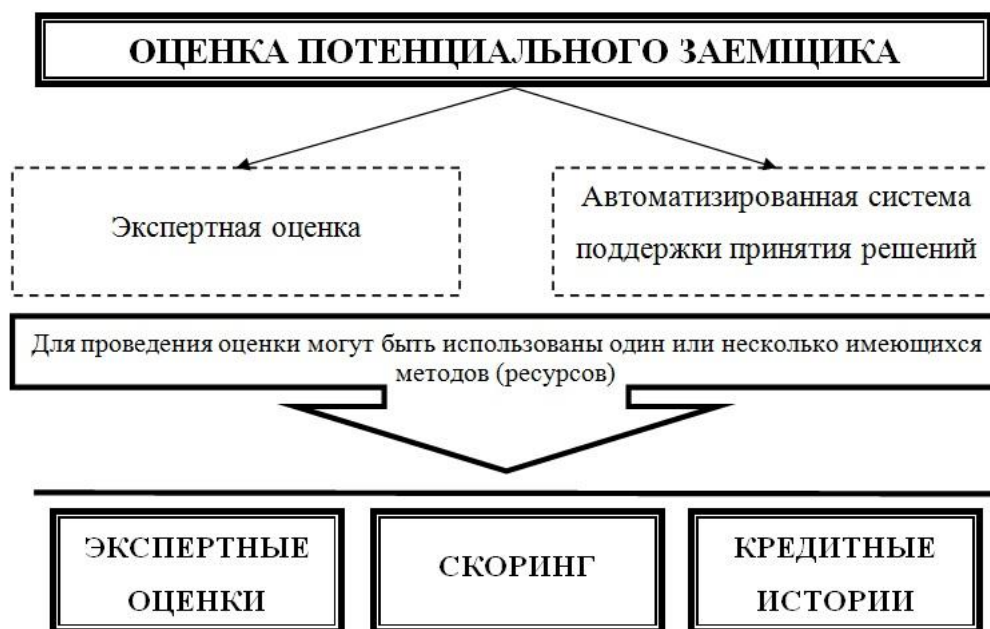 ОЦЕНКА ПОТЕНЦИАЛЬНОГО ЗАЕМЩИКА
Экспертная оценка
Автоматизированная система
поддержки принятия решений
Для проведения оценки могут быть использованы один или несколько имеющихся
методов (ресурсов)
ЭКСПЕРТНЫЕ
ОЦЕНКИ
СКОРИНГ
КРЕДИТНЫЕ
ИСТОРИИ